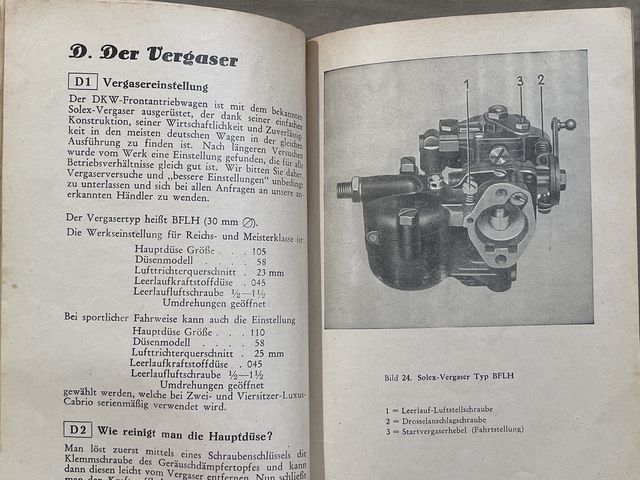 D. Der Vergaser
D1 Vergasereinstellung
Der DKW-Frontantriebwagen ist mit dem bekannten
Solex-Vergaser ausgerüstet, der dank seiner einfachen
Konstruktion, seiner Wirtschaftlichkeit und Zuverlässig-
keit in den meisten deutschen Wagen in der gleichen
Ausführung zu finden ist. Nach längeren Versuchen
wurde vom Werk eine Einstellung gefunden, die für alle
Betriebsverhältnisse gleich gut ist. Wir bitten Sie daher,
Vergaserversuche und „bessere Einstellungen" unbedingt
zu unterlassen und sich bei allen Anfragen an unsere an-
erkannten Händler zu wenden.
Der Vergasertyp heißt BFLH (30 mm ∅).
Die Werkseinstellung für Reichs- und Meisterklasse ist:
Hauptdüse Größe . . . 105
Düsenmodell . . . . 58
Lufttrichterquerschnitt . 23 mm
Leerlaufkraftstoffdüse . 045
Leerlaufluftschraube ½—1½
Umdrehungen geöffnet
Bei sportlicher Fahrweise kann auch die Einstellung
Hauptdüse Größe . . . 110
Düsenmodell . . . . 58
Lufttrichterquerschnitt . 25 mm
Leerlaufkraftstoffdüse . 045
Leerlaufluftschraube ½—1½
Umdrehungen geöffnet
gewählt werden, welche bei Zwei- und Viersitzer-Luxus-
Cabrio serienmäßig verwendet wird.
D2 Wie reinigt man die Hauptdüse?
Man löst zuerst mittels eines Schraubenschlüssels die
Klemmschraube des Geräuschdämpfertopfes und kann
dann diesen leicht vom Vergaser entfernen. Nun schließt
1
3
2
Bild 24. Solex-Vergaser Typ BFLH
1 = Leerlauf-Luftstellschraube
2 = Drosselanschlagschraube
3 = Startvergaserhebel (Fahrtstellung)